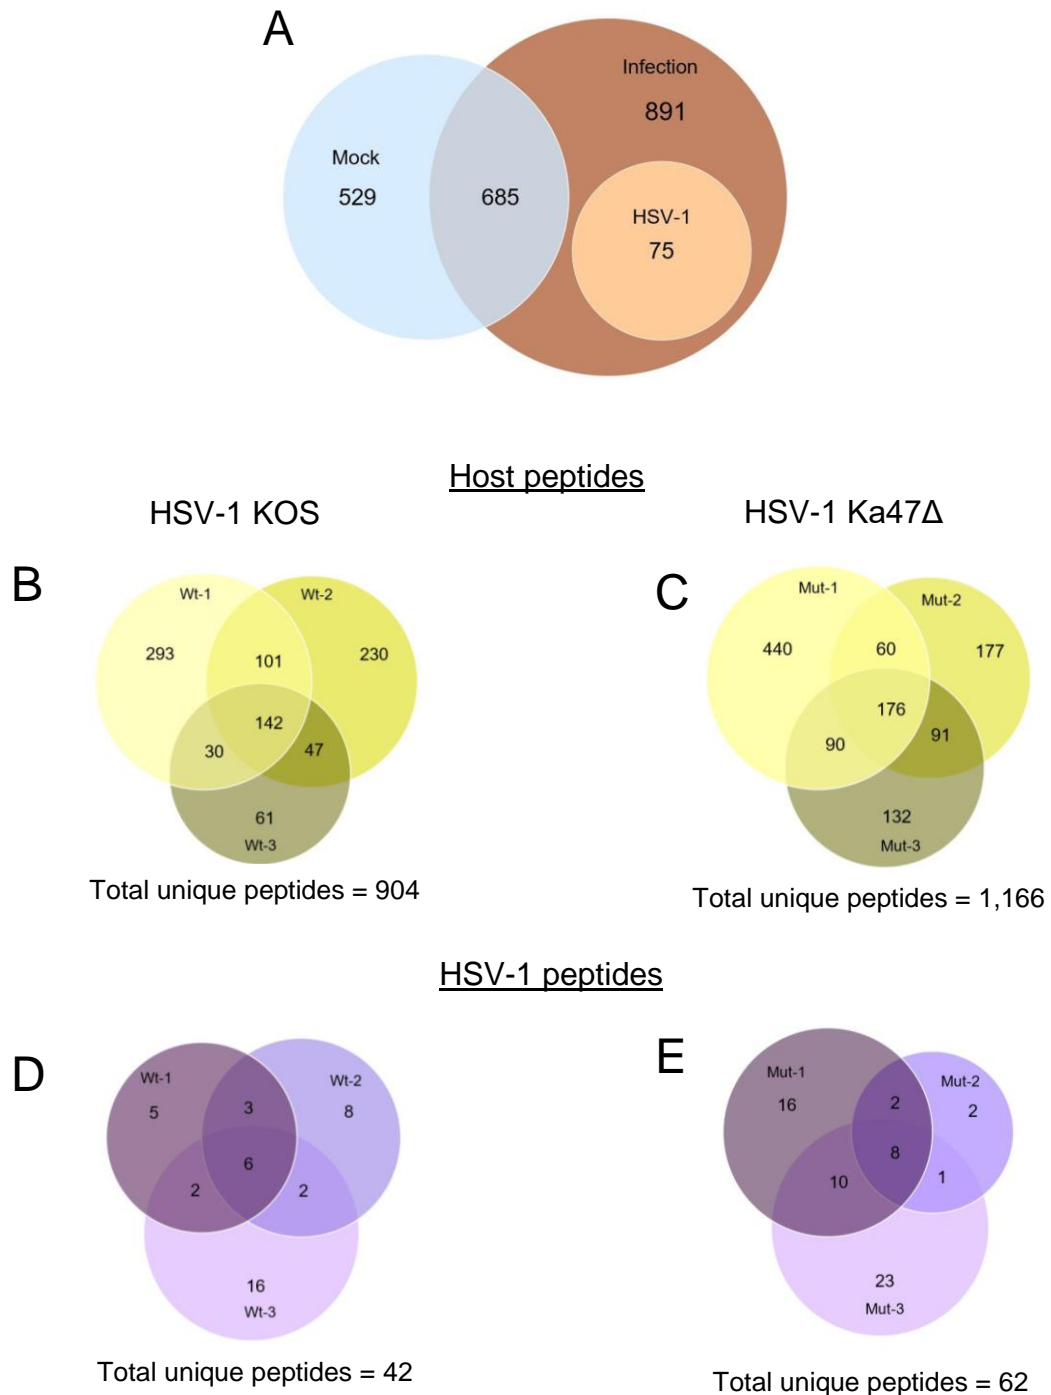 A
Infection
891
Mock
529
685
HSV-1
75
Host peptides
HSV-1 KOS
HSV-1 Ka47Δ
B
Wt-1
Wt-2
293
101
230
142
30
47
61
Wt-3
Total unique peptides = 904
C
Mut-1
Mut-2
440
60
177
176
90
91
132
Mut-3
Total unique peptides = 1,166
HSV-1 peptides
D
Wt-1
Wt-2
5
3
8
6
2
2
16
Wt-3
Total unique peptides = 42
E
Mut-1
Mut-2
16
2
2
8
10
1
23
Mut-3
Total unique peptides = 62